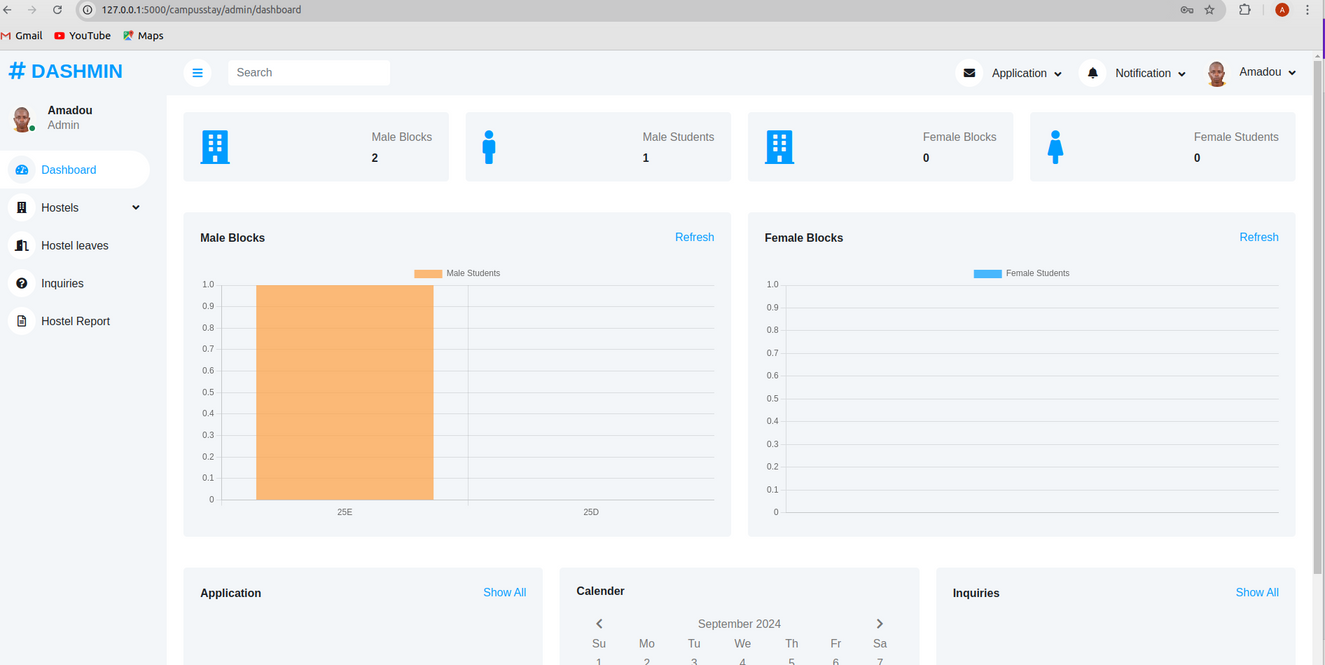 127.0.0.1:5000/campusstay/admin/dashboard
A
Gmail YouTube Maps
# DASHMIN
Search
Application
Notification
Amadou
Amadou
Admin
Dashboard
Hostels
Hostel leaves
Inquiries
Hostel Report
Male Blocks
2
Male Students
1
Female Blocks
0
Female Students
0
Male Blocks Refresh
Male Students
1.0
0.9
0.8
0.7
0.6
0.5
0.4
0.3
0.2
0.1
0
25E 25D
Female Blocks Refresh
Female Students
1.0
0.9
0.8
0.7
0.6
0.5
0.4
0.3
0.2
0.1
0
Application Show All
Calender
September 2024
Su Mo Tu We Th Fr Sa
1 2 3 4 5 6 7
Inquiries Show All